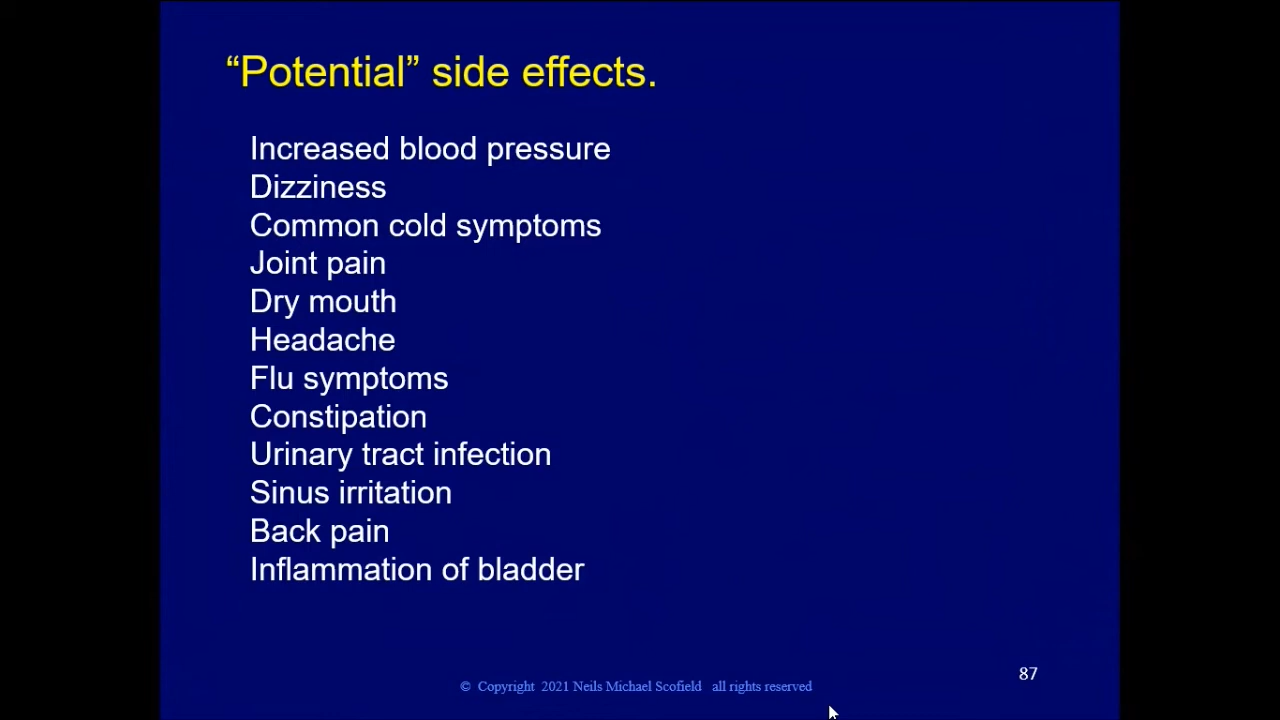 “Potential” side effects.
Increased blood pressure
Dizziness
Common cold symptoms
Joint pain
Dry mouth
Headache
Flu symptoms
Constipation
Urinary tract infection
Sinus irritation
Back pain
Inflammation of bladder
87
© Copyright 2021 Neils Michael Scofield all rights reserved